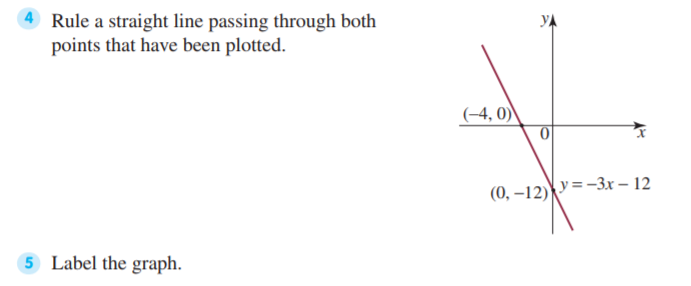 4 Rule a straight line passing through both
points that have been plotted.
y
(–4, 0)
0
x
(0, –12)
y = –3x – 12
5 Label the graph.